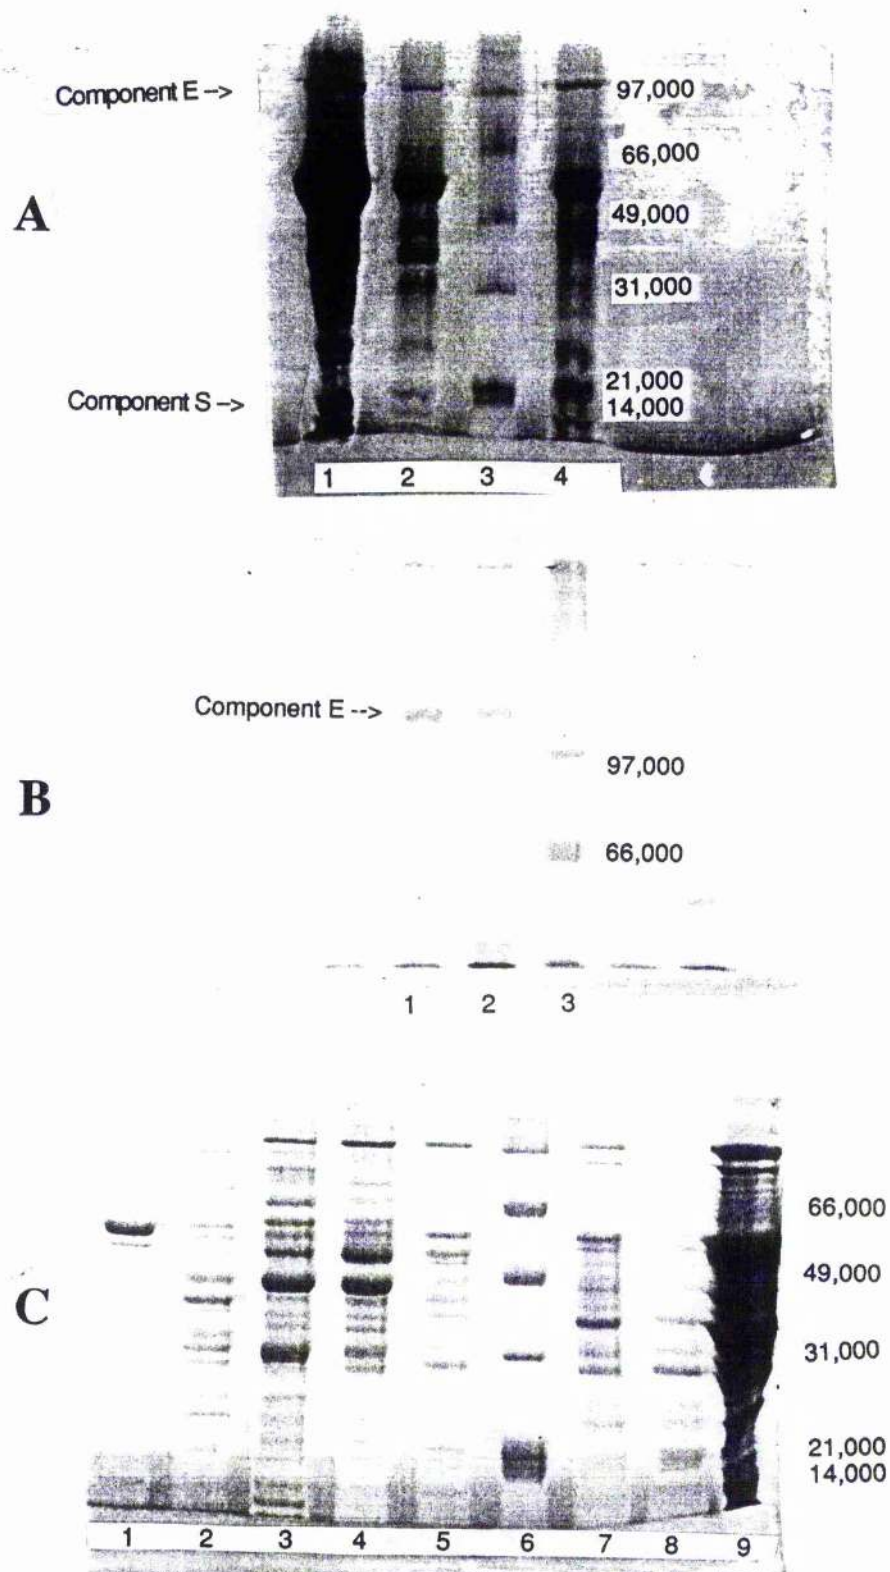 A
Component E -->
97,000
66,000
49,000
31,000
21,000
Component S -->
14,000
1 2 3 4
B
Component E -->
97,000
66,000
1 2 3
C
66,000
49,000
31,000
21,000
14,000
1 2 3 4 5 6 7 8 9